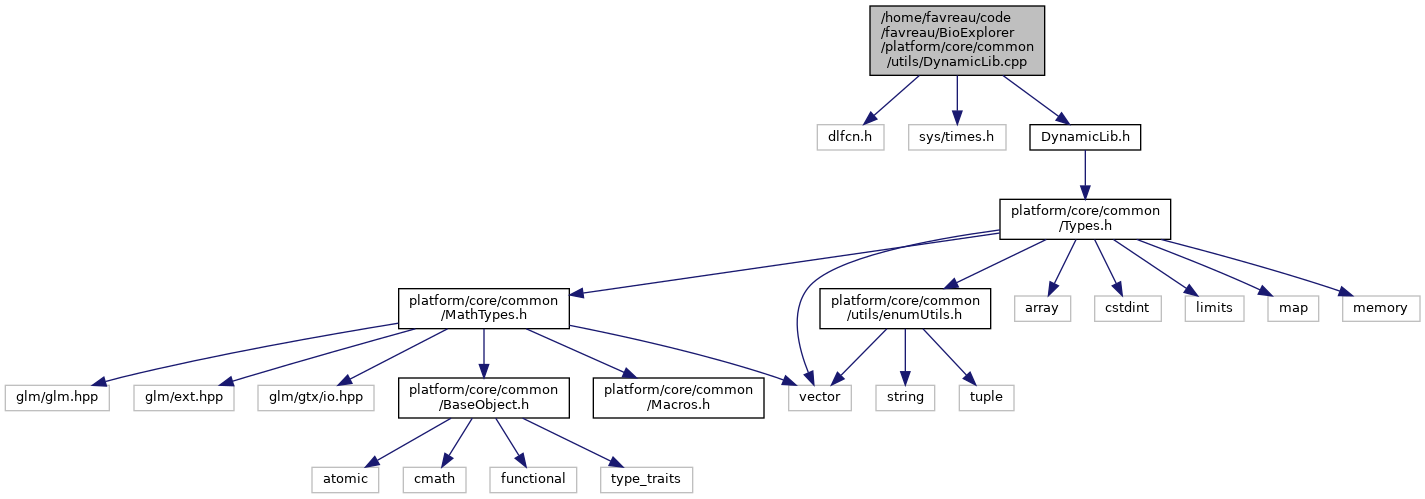 /home/favreau/code
/favreau/BioExplorer
/platform/core/common
/utils/DynamicLib.cpp
dlfcn.h
sys/times.h
DynamicLib.h
platform/core/common
/Types.h
platform/core/common
/MathTypes.h
platform/core/common
/utils/enumUtils.h
array
cstdint
limits
map
memory
glm/glm.hpp
glm/ext.hpp
glm/gtx/io.hpp
platform/core/common
/BaseObject.h
platform/core/common
/Macros.h
vector
string
tuple
atomic
cmath
functional
type_traits